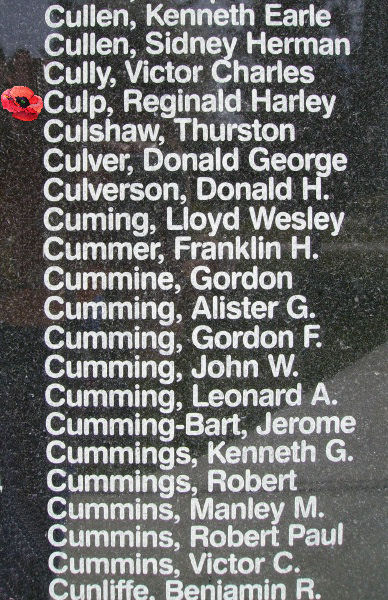 Cullen, Kenneth Earle
Cullen, Sidney Herman
Cully, Victor Charles
Culp, Reginald Harley
Culshaw, Thurston
Culver, Donald George
Culverson, Donald H.
Cuming, Lloyd Wesley
Cummer, Franklin H.
Cummine, Gordon
Cumming, Alister G.
Cumming, Gordon F.
Cumming, John W.
Cumming, Leonard A.
Cumming-Bart, Jerome
Cummings, Kenneth G.
Cummings, Robert
Cummins, Manley M.
Cummins, Robert Paul
Cummins, Victor C.
Cunliffe, Benjamin R.